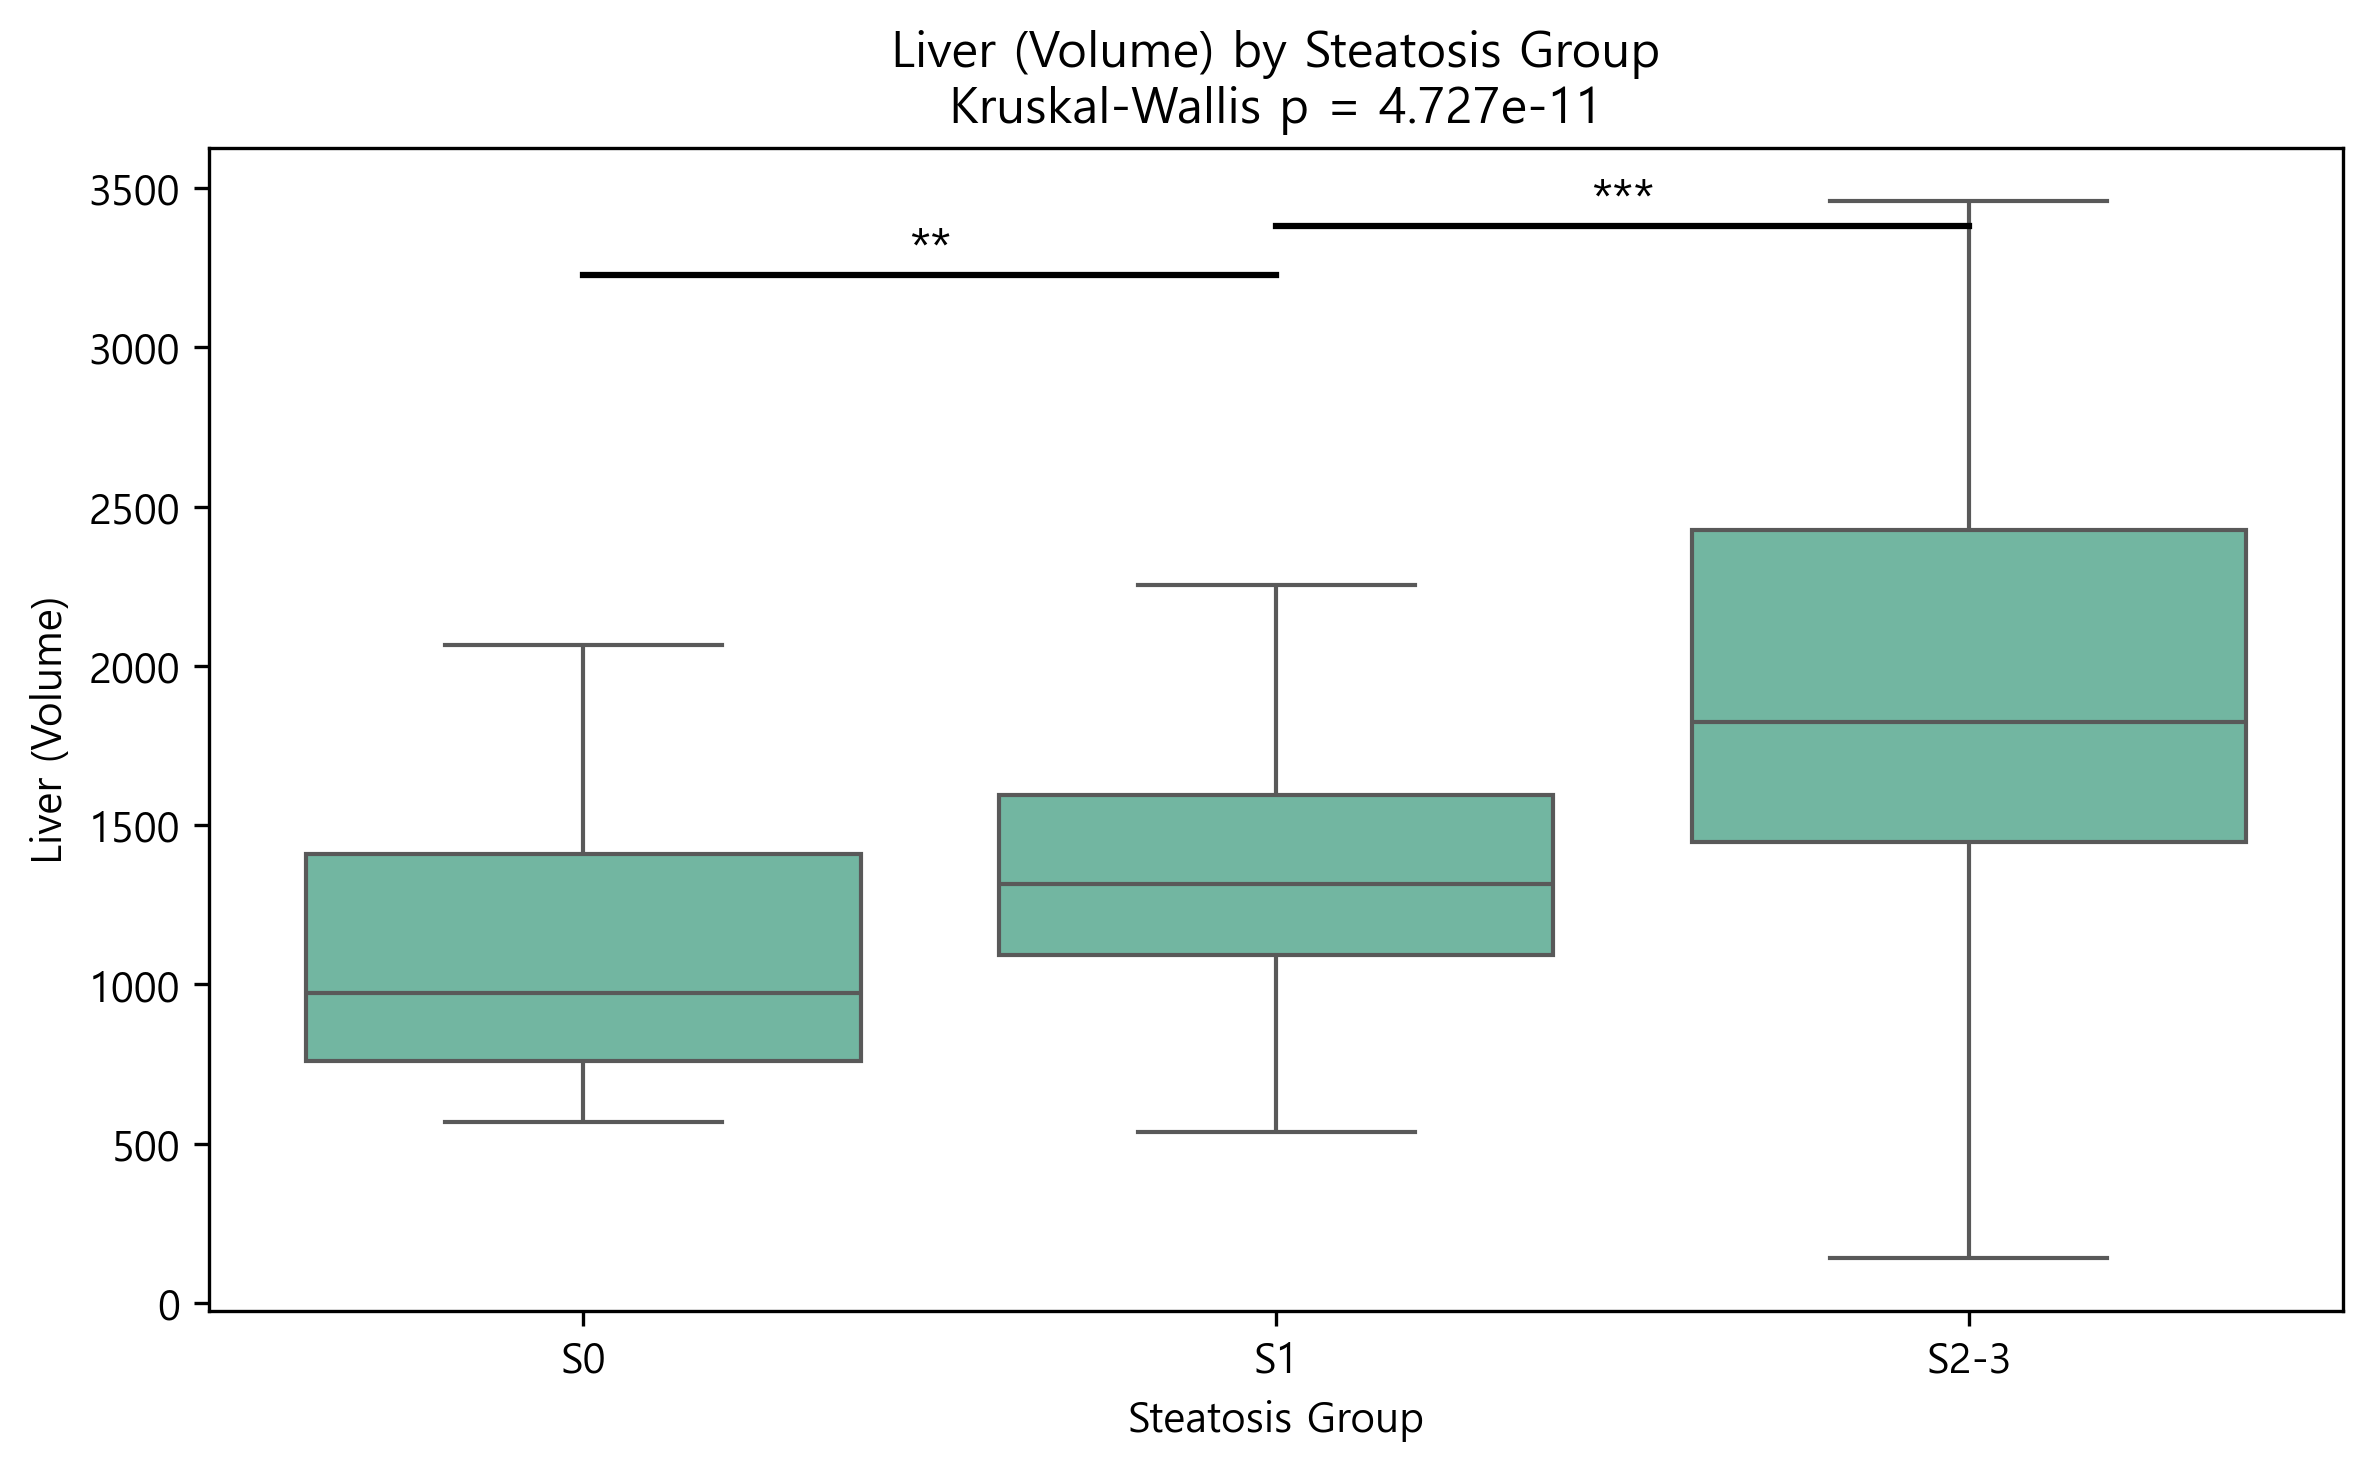 Liver (Volume) by Steatosis Group
Kruskal-Wallis p = 4.727e-11
***
**
3500
3000
2500
2000
1500
1000
500
0
Liver (Volume)
S0
S1
S2-3
Steatosis Group